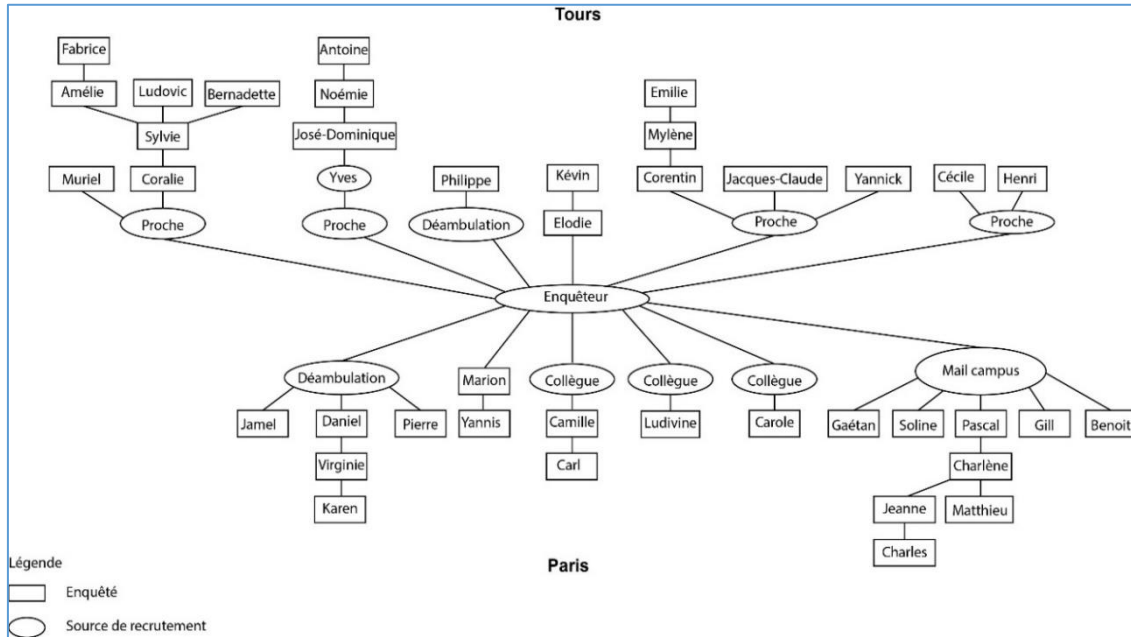 Tours
Fabrice
Antoine
Amélie
Ludovic
Bernadette
Noémie
Emilie
Sylvie
José-Dominique
Mylène
Muriel
Coralie
Yves
Philippe
Kévin
Corentin
Jacques-Claude
Yannick
Cécile
Henri
Proche
Proche
Déambulation
Elodie
Proche
Proche
Enquêteur
Déambulation
Marion
Collègue
Collègue
Collègue
Mail campus
Jamel
Daniel
Pierre
Yannis
Camille
Ludivine
Carole
Gaétan
Soline
Pascal
Gill
Benoit
Virginie
Carl
Charlène
Karen
Jeanne
Matthieu
Charles
Légende
Paris
Enquêté
Source de recrutement